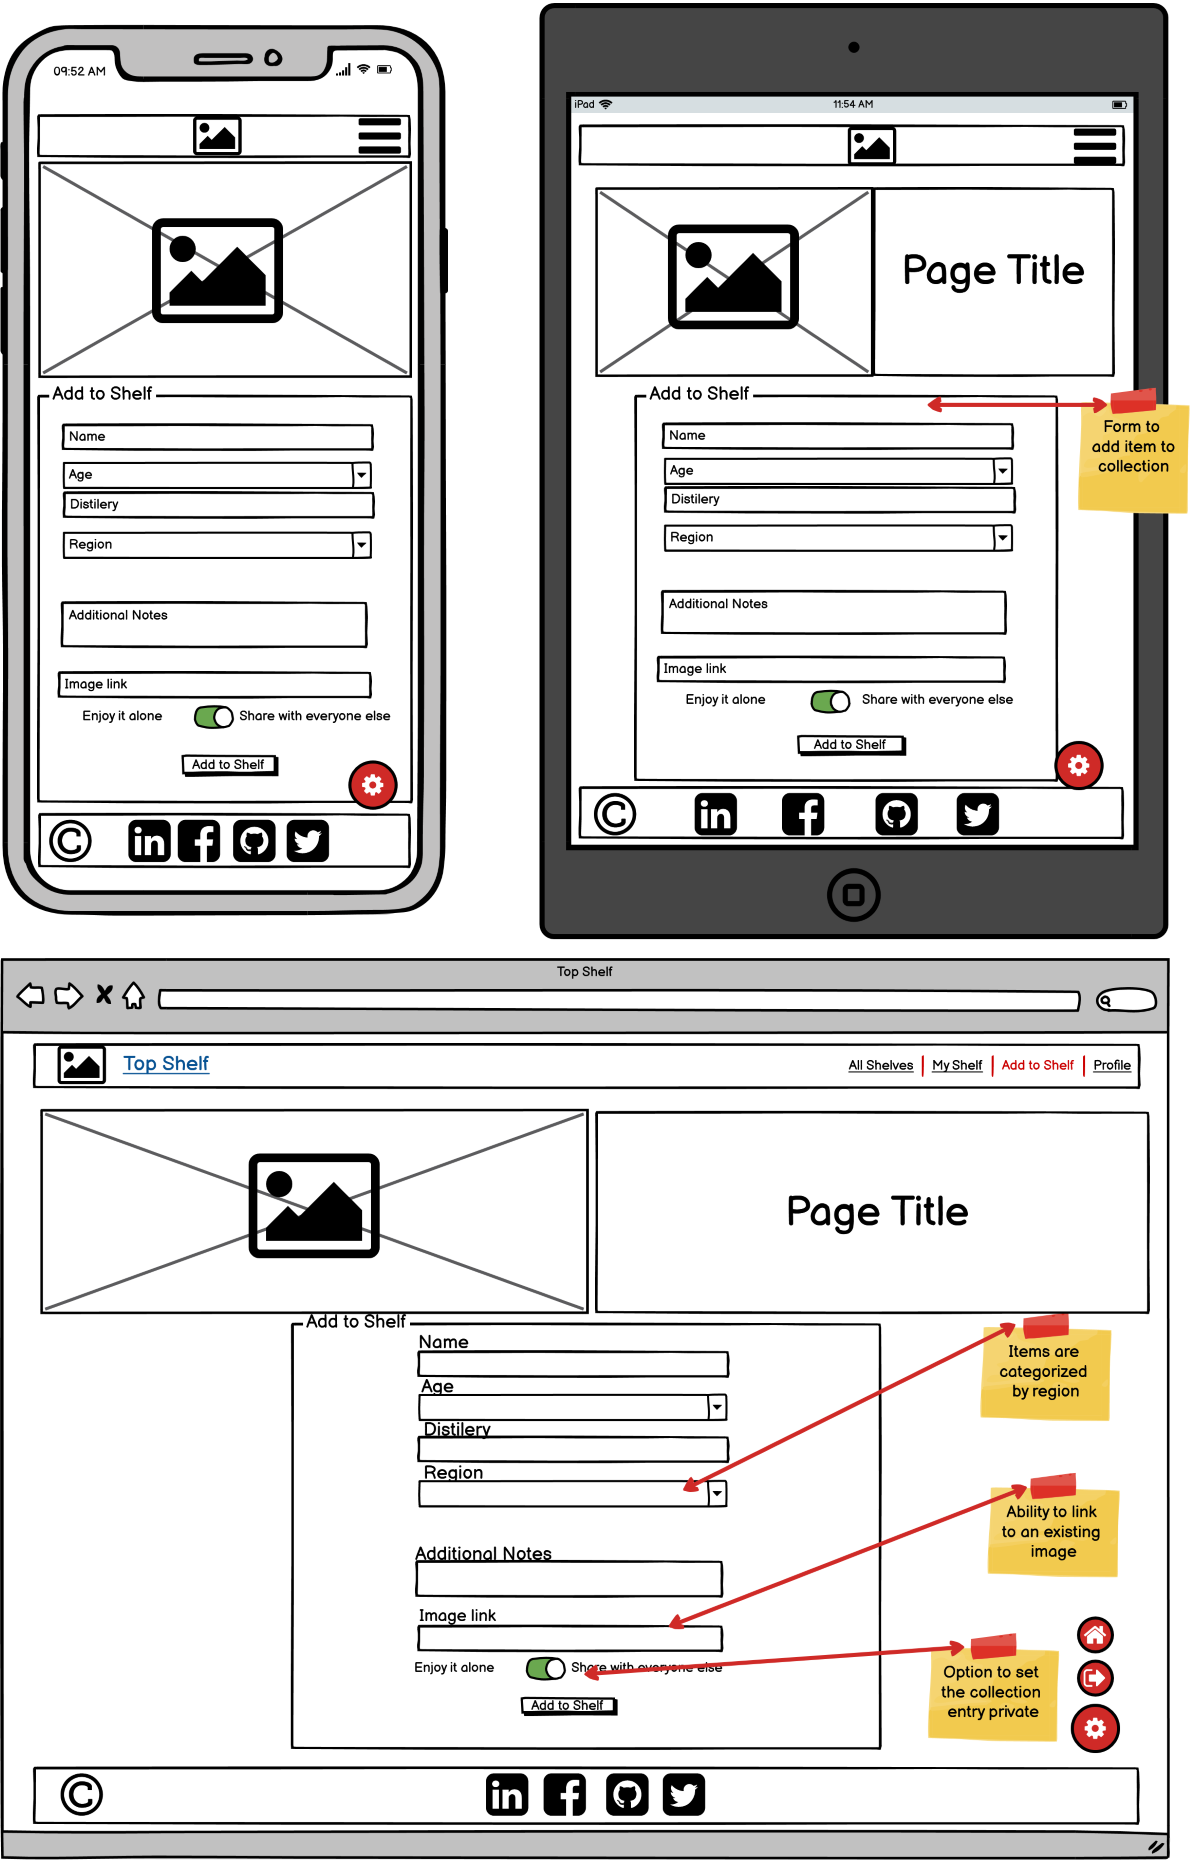 09:52 AM
Add to Shelf
Name
Age
Distilery
Region
Additional Notes
Image link
Enjoy it alone
Share with everyone else
Add to Shelf
iPad
11:54 AM
Page Title
Add to Shelf
Name
Age
Distilery
Region
Additional Notes
Image link
Enjoy it alone
Share with everyone else
Add to Shelf
Form to
add item to
collection
Top Shelf
Top Shelf
All Shelves
My Shelf
Add to Shelf
Profile
Page Title
Add to Shelf
Name
Age
Distilery
Region
Additional Notes
Image link
Enjoy it alone
Share with everyone else
Add to Shelf
Items are
categorized
by region
Ability to link
to an existing
image
Option to set
the collection
entry private